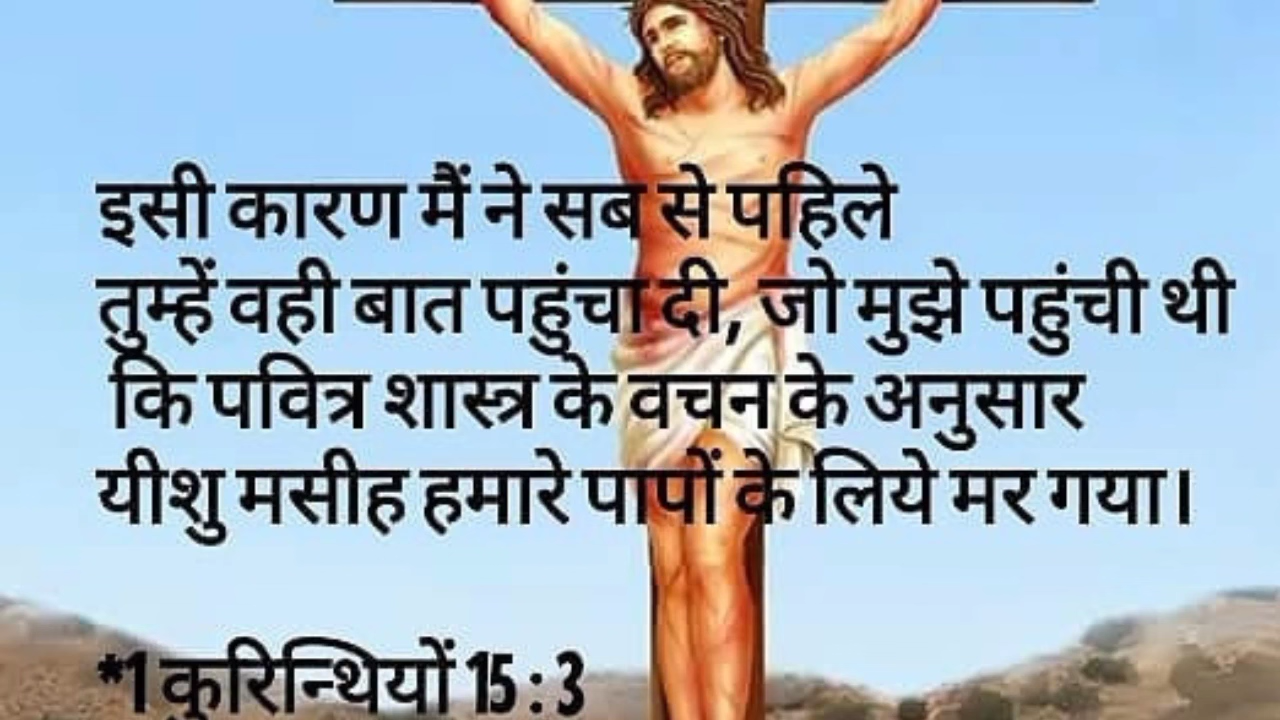 इसी कारण मैं ने सब से पहिले
तुम्हें वही बात पहुंचा दी, जो मुझे पहुंची थी
कि पवित्र शास्त्र के वचन के अनुसार
यीशु मसीह हमारे पापों के लिये मर गया।
*1 कुरिन्थियों 15 : 3